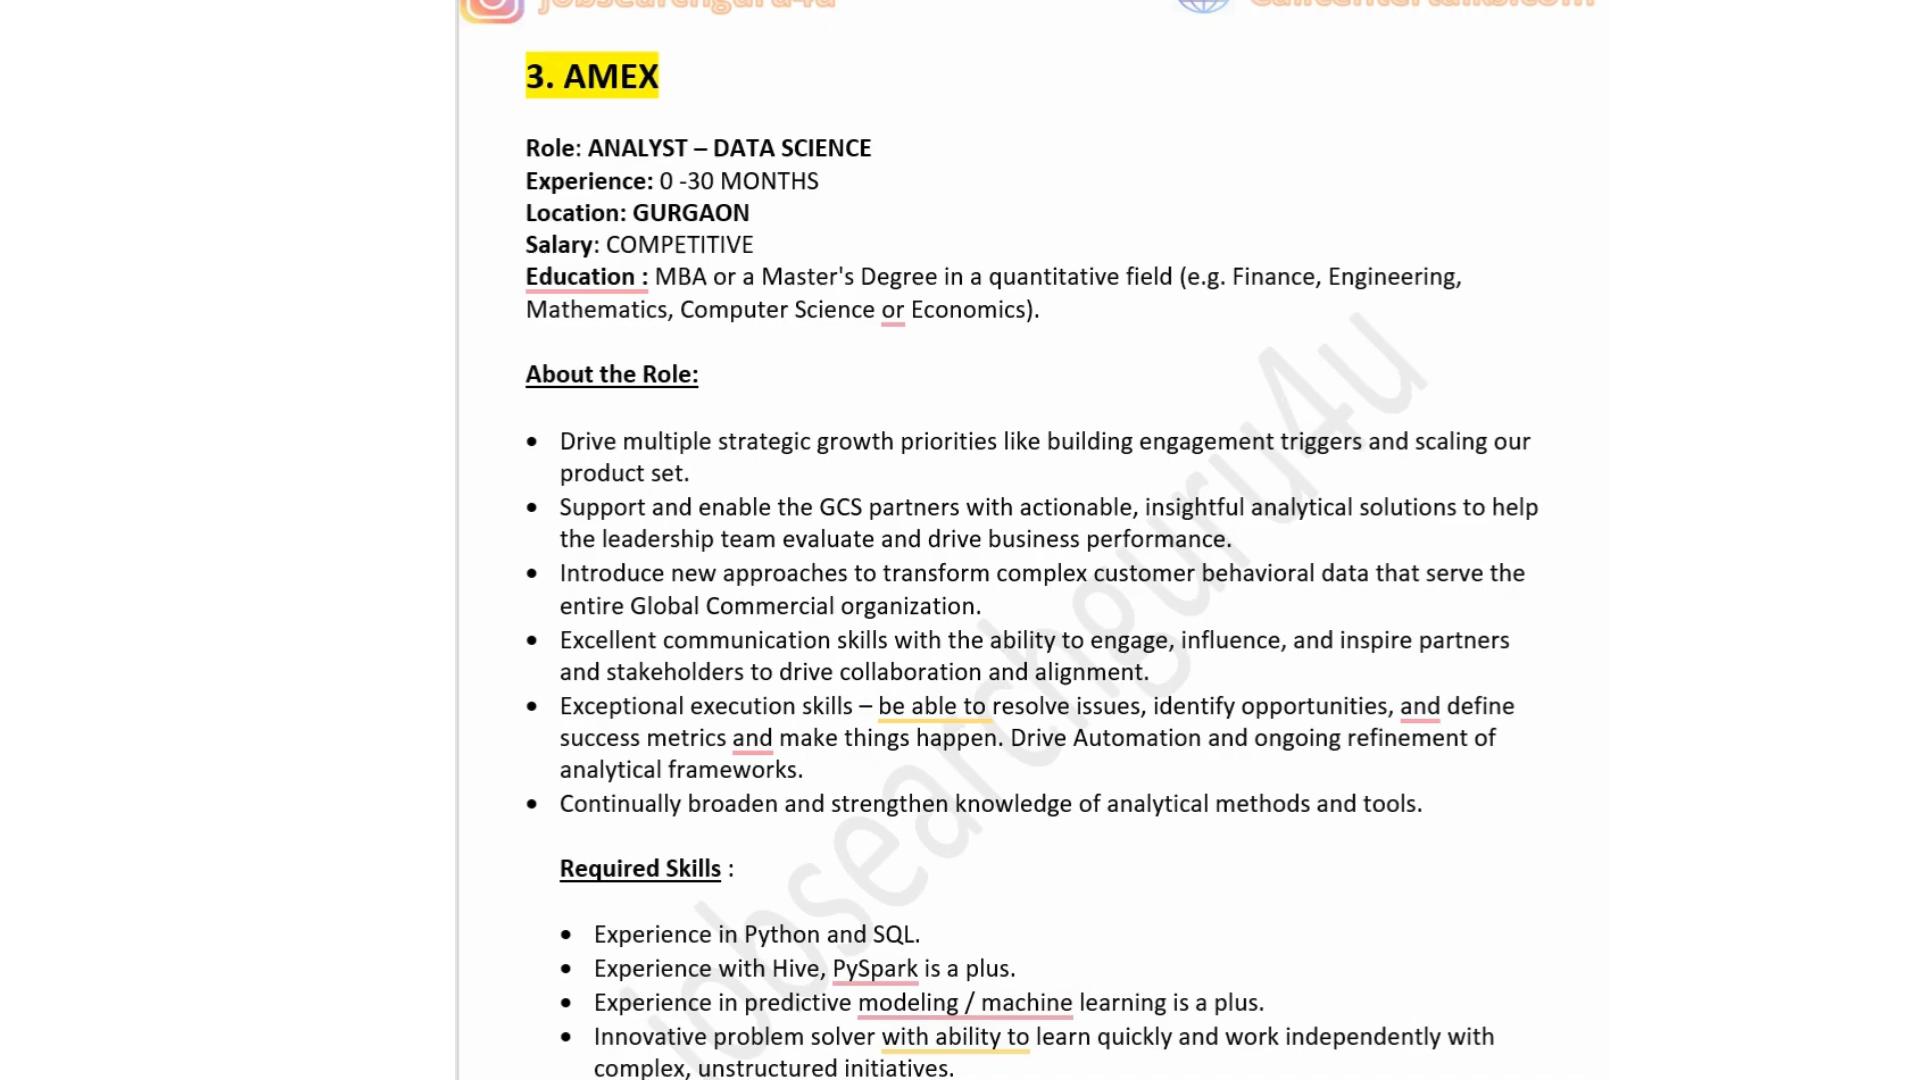 jobsearchguru4u
Callcentertalks.com
3. AMEX
Role: ANALYST – DATA SCIENCE
Experience: 0 -30 MONTHS
Location: GURGAON
Salary: COMPETITIVE
Education : MBA or a Master's Degree in a quantitative field (e.g. Finance, Engineering,
Mathematics, Computer Science or Economics).
About the Role:
• Drive multiple strategic growth priorities like building engagement triggers and scaling our
product set.
• Support and enable the GCS partners with actionable, insightful analytical solutions to help
the leadership team evaluate and drive business performance.
• Introduce new approaches to transform complex customer behavioral data that serve the
entire Global Commercial organization.
• Excellent communication skills with the ability to engage, influence, and inspire partners
and stakeholders to drive collaboration and alignment.
• Exceptional execution skills – be able to resolve issues, identify opportunities, and define
success metrics and make things happen. Drive Automation and ongoing refinement of
analytical frameworks.
• Continually broaden and strengthen knowledge of analytical methods and tools.
Required Skills :
• Experience in Python and SQL.
• Experience with Hive, PySpark is a plus.
• Experience in predictive modeling / machine learning is a plus.
• Innovative problem solver with ability to learn quickly and work independently with
complex, unstructured initiatives.
jobsearchguru4u